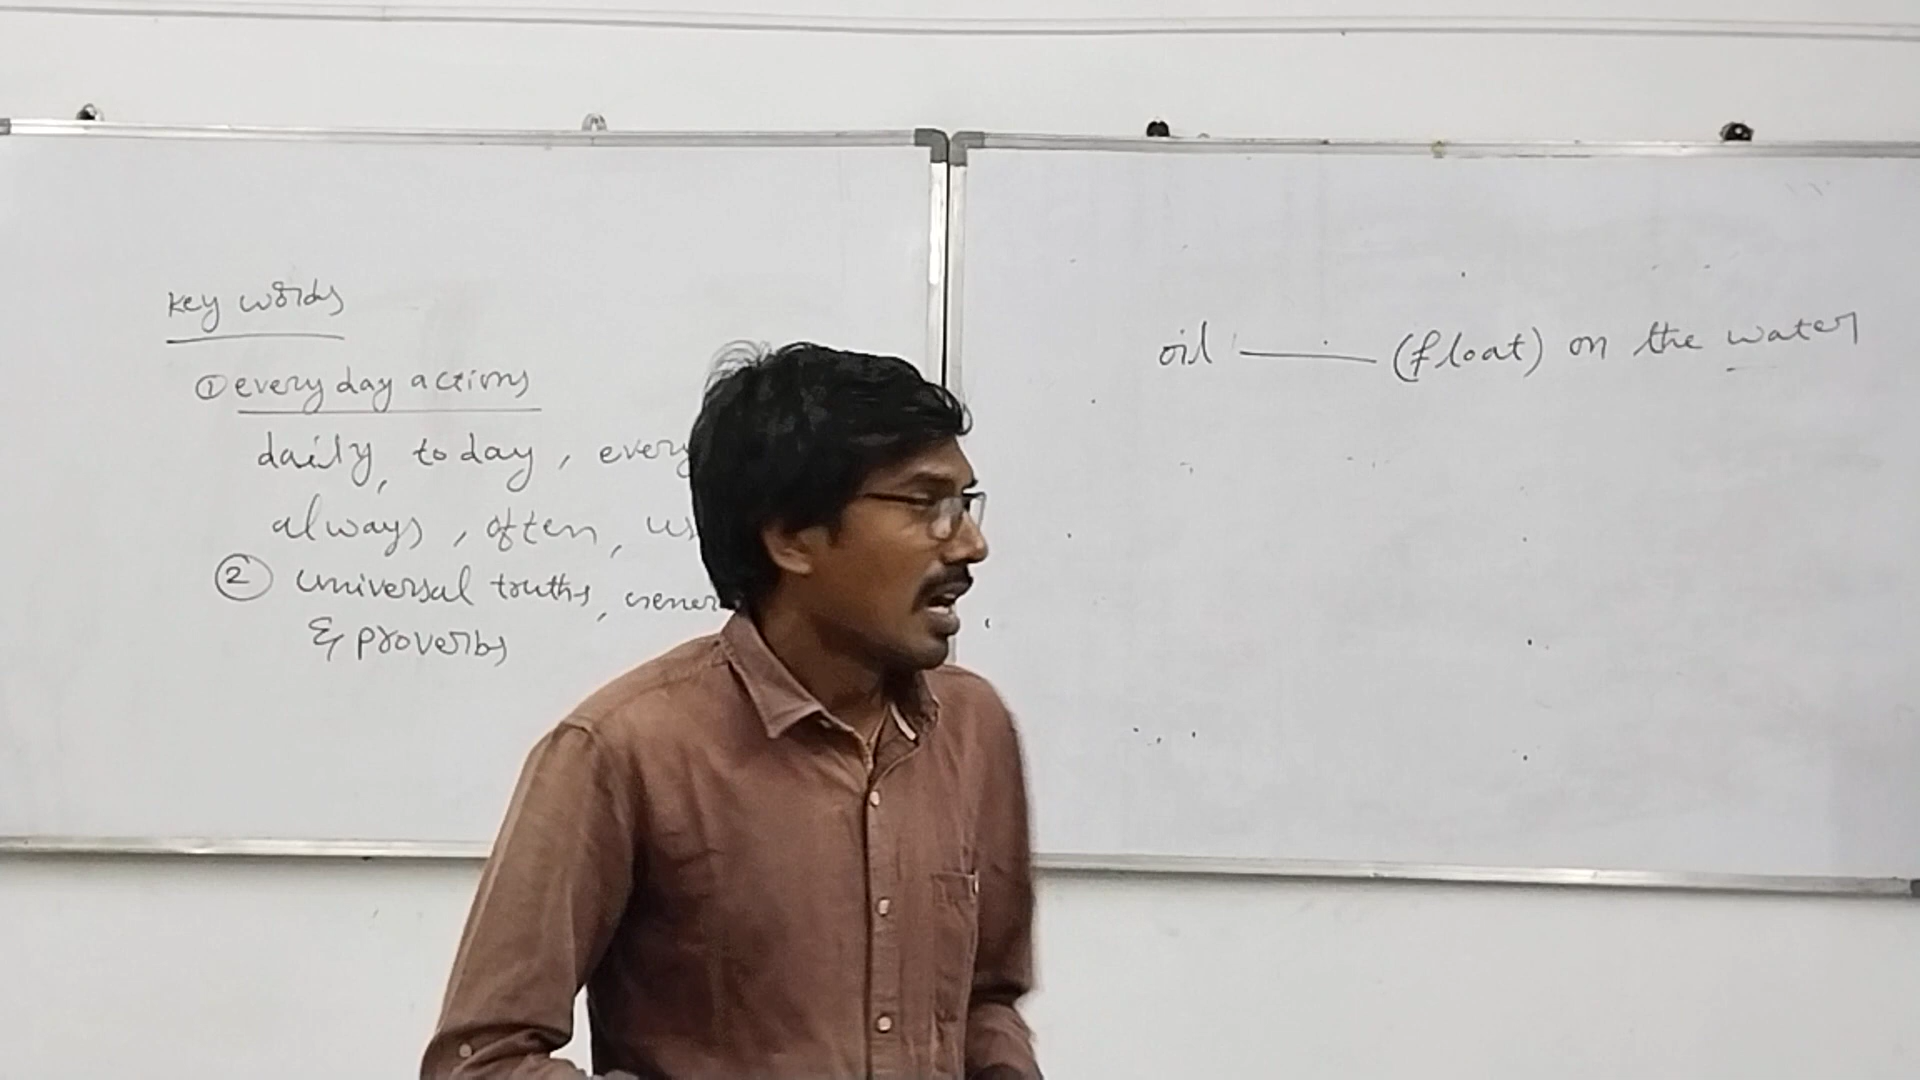 Key words
① every day actions
daily, today, every
always, often,
② universal truths,
& proverbs
oil ____ (float) on the water